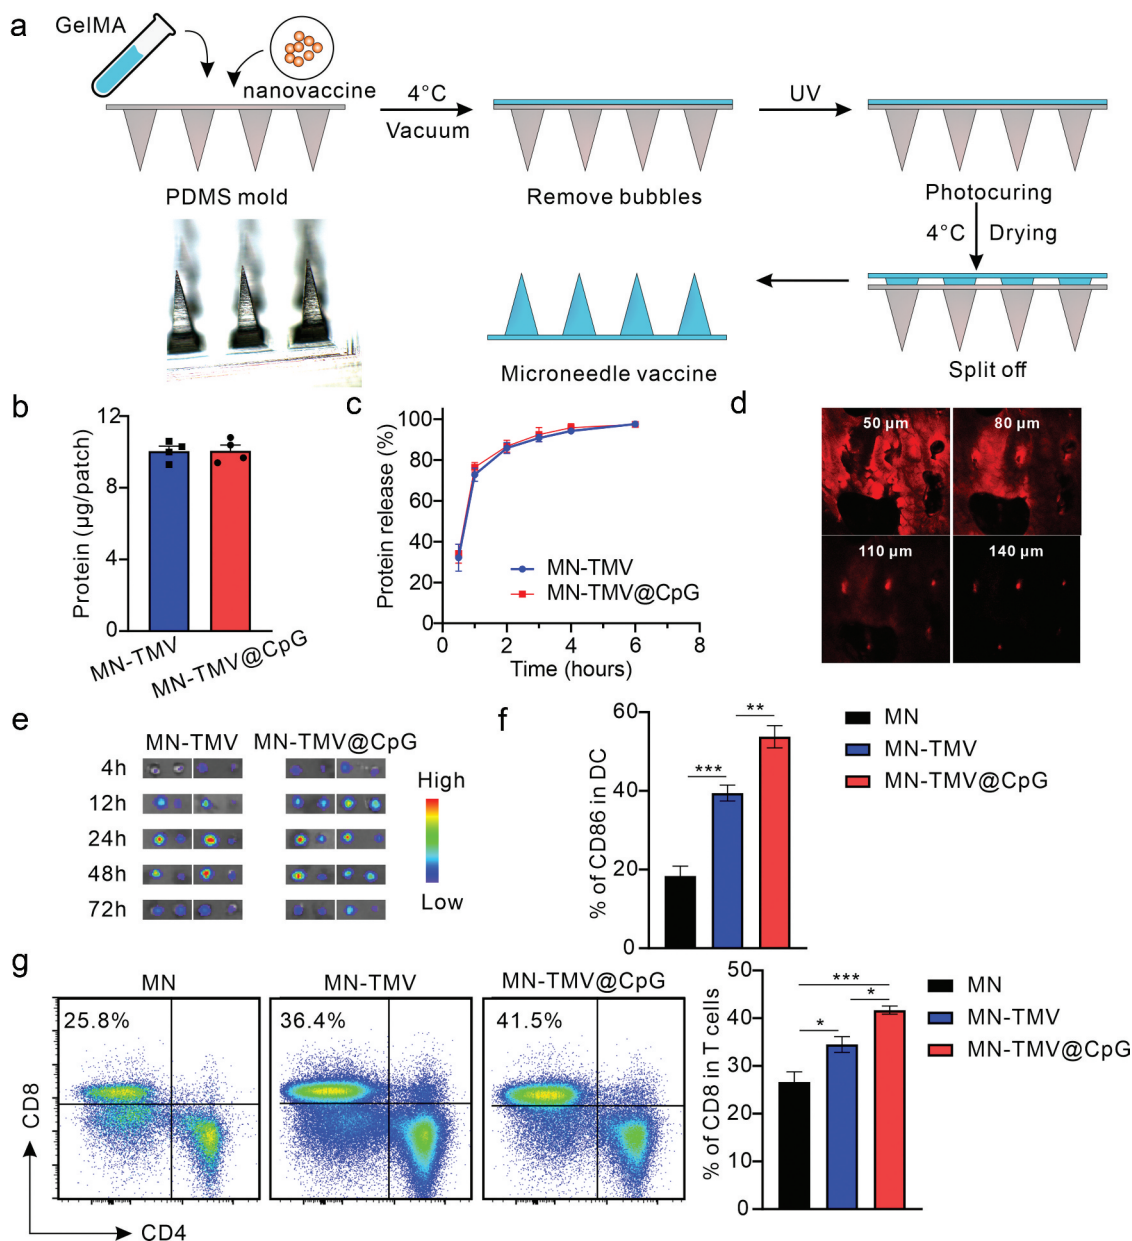 a
GelMA
nanovaccine
4°C
Vacuum
UV
PDMS mold
Remove bubbles
Photocuring
4°C Drying
Microneedle vaccine
Split off
b
12
8
4
0
Protein (µg/patch)
MN-TMV
MN-TMV@CpG
c
100
80
60
40
20
0
Protein release (%)
MN-TMV
MN-TMV@CpG
0 2 4 6 8
Time (hours)
d
50 µm
80 µm
110 µm
140 µm
e
MN-TMV MN-TMV@CpG
4h
12h
24h
48h
72h
High
Low
f
60
40
20
0
% of CD86 in DC
***
**
MN
MN-TMV
MN-TMV@CpG
g
MN
MN-TMV
MN-TMV@CpG
25.8%
36.4%
41.5%
CD8
CD4
50
40
30
20
10
0
% of CD8 in T cells
***
*
*
MN
MN-TMV
MN-TMV@CpG